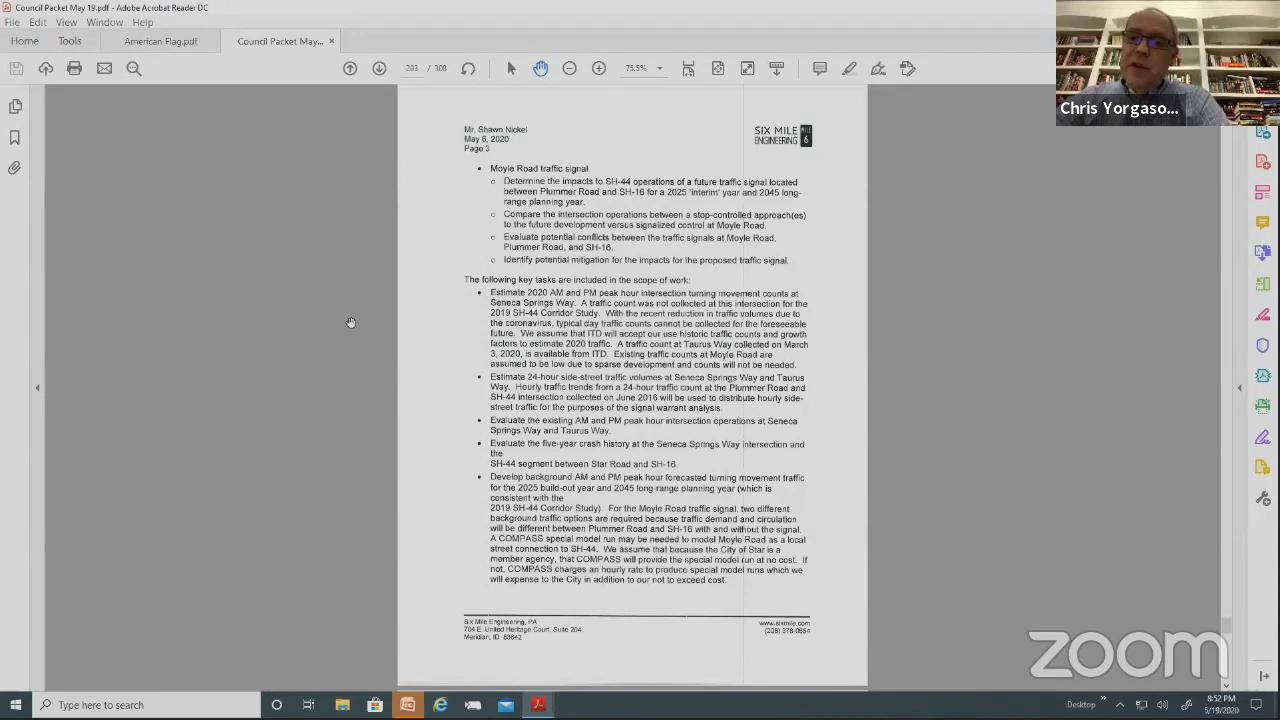 Council Packet May 19.pdf - Adobe Acrobat Reader DC
File Edit View Window Help
Home Tools American Flag.pdf Council Packet May... ×
283 / 308 75.5%
Chris Yorgaso...
Mr. Shawn Nickel
May 6, 2020
Page 3
SIX MILE
ENGINEERING
MILE
6
• Moyle Road traffic signal
o Determine the impacts to SH-44 operations of a future traffic signal located
between Plummer Road and SH-16 for a 2025 'interim' year and 2045 long-
range planning year.
o Compare the intersection operations between a stop-controlled approach(es)
to the future development versus signalized control at Moyle Road.
o Evaluate potential conflicts between the traffic signals at Moyle Road,
Plummer Road, and SH-16.
o Identify potential mitigation for the impacts for the proposed traffic signal.
The following key tasks are included in the scope of work:
• Estimate 2020 AM and PM peak hour intersection turning movement counts at
Seneca Springs Way. A traffic count was not collected at this intersection for the
2019 SH-44 Corridor Study. With the recent reduction in traffic volumes due to
the coronavirus, typical day traffic counts cannot be collected for the foreseeable
future. We assume that ITD will accept our use historic traffic counts and growth
factors to estimate 2020 traffic. A traffic count at Taurus Way collected on March
3, 2020, is available from ITD. Existing traffic counts at Moyle Road are
assumed to be low due to sparse development and counts will not be needed.
• Estimate 24-hour side-street traffic volumes at Seneca Springs Way and Taurus
Way. Hourly traffic trends from a 24-hour traffic count at the Plummer Road and
SH-44 intersection collected on June 2016 will be used to distribute hourly side-
street traffic for the purposes of the signal warrant analysis.
• Evaluate the existing AM and PM peak hour intersection operations at Seneca
Springs Way and Taurus Way.
• Evaluate the five-year crash history at the Seneca Springs Way intersection and
the
SH-44 segment between Star Road and SH-16.
• Develop background AM and PM peak hour forecasted turning movement traffic
for the 2025 build-out year and 2045 long-range planning year (which is
consistent with the
2019 SH-44 Corridor Study). For the Moyle Road traffic signal, two different
background traffic options are required because traffic demand and circulation
will be different between Plummer Road and SH-16 with and without the signal.
A COMPASS special model run may be needed to model Moyle Road as a local
street connection to SH-44. We assume that because the City of Star is a
member agency, that COMPASS will provide the special model run at no cost. If
not, COMPASS charges an hourly rate to produce special model runs which we
will expense to the City in addition to our not to exceed cost.
Six Mile Engineering, PA
704 E. United Heritage Court, Suite 204
Meridian, ID 83642
www.sixmile.com
(208) 378-0654
zoom
Type here to search
Desktop
8:52 PM
5/19/2020